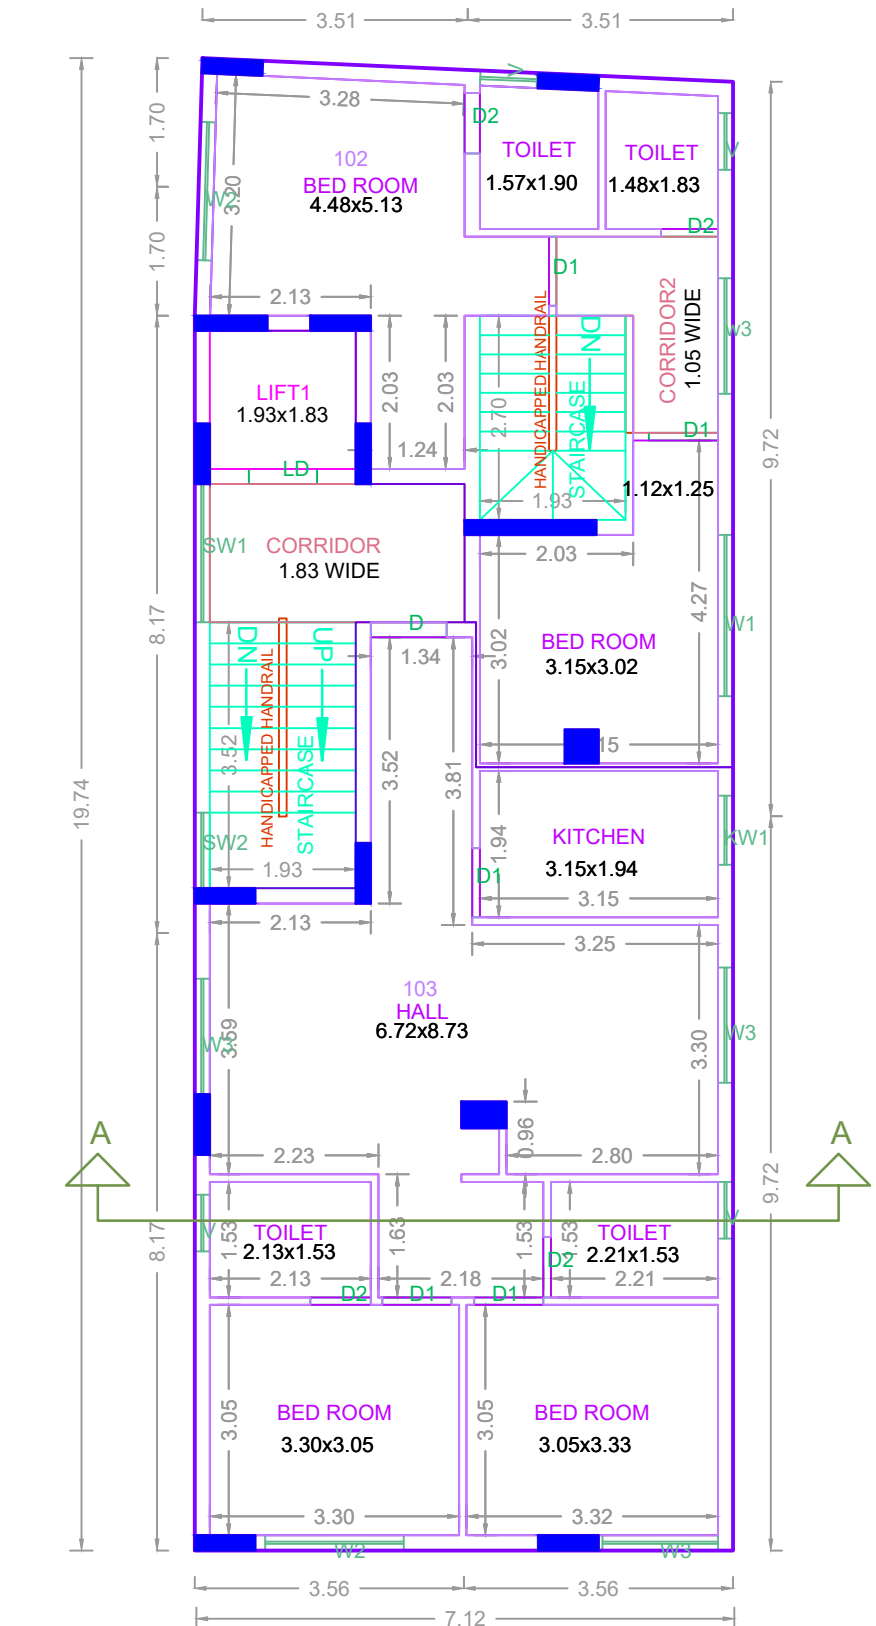 3.51
3.51
1.70
1.70
3.28
3.20
W2
102
BED ROOM
4.48x5.13
D2
V
TOILET
1.57x1.90
TOILET
1.48x1.83
V
D2
D1
2.13
CORRIDOR2
1.05 WIDE
W3
9.72
LIFT1
1.93x1.83
2.03
2.03
1.24
LD
HANDICAPPED HANDRAIL
DN
STAIRCASE
2.70
1.93
D1
1.12x1.25
SW1
CORRIDOR
1.83 WIDE
2.03
4.27
8.17
D
1.34
3.02
BED ROOM
3.15x3.02
W1
15
DN
UP
HANDICAPPED HANDRAIL
STAIRCASE
3.52
3.52
3.81
19.74
SW2
1.93
1.94
KITCHEN
3.15x1.94
KW1
D1
3.15
2.13
3.25
103
HALL
6.72x8.73
W3
3.59
W3
3.30
A
A
0.96
2.23
2.80
9.72
8.17
V
1.53
TOILET
2.13x1.53
2.13
1.63
2.18
1.53
1.53
TOILET
2.21x1.53
2.21
V
D2
D2
D1
D1
3.05
BED ROOM
3.30x3.05
3.05
BED ROOM
3.05x3.33
3.30
3.32
W2
W3
3.56
3.56
7.12